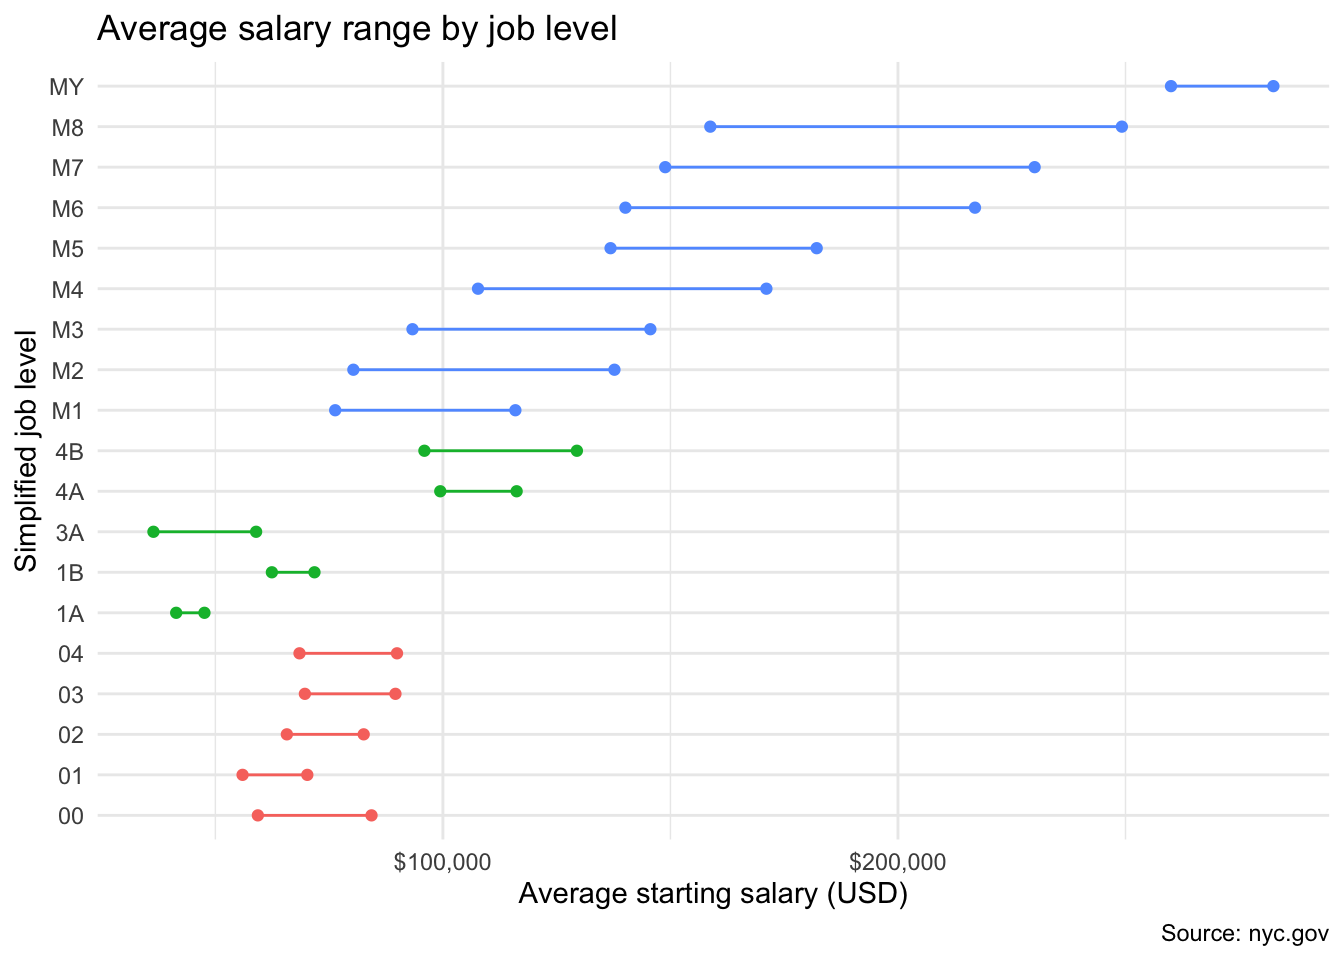 Average salary range by job level
MY
M8
M7
M6
M5
M4
M3
M2
M1
4B
4A
3A
1B
1A
04
03
02
01
00
Simplified job level
$100,000 $200,000
Average starting salary (USD)
Source: nyc.gov